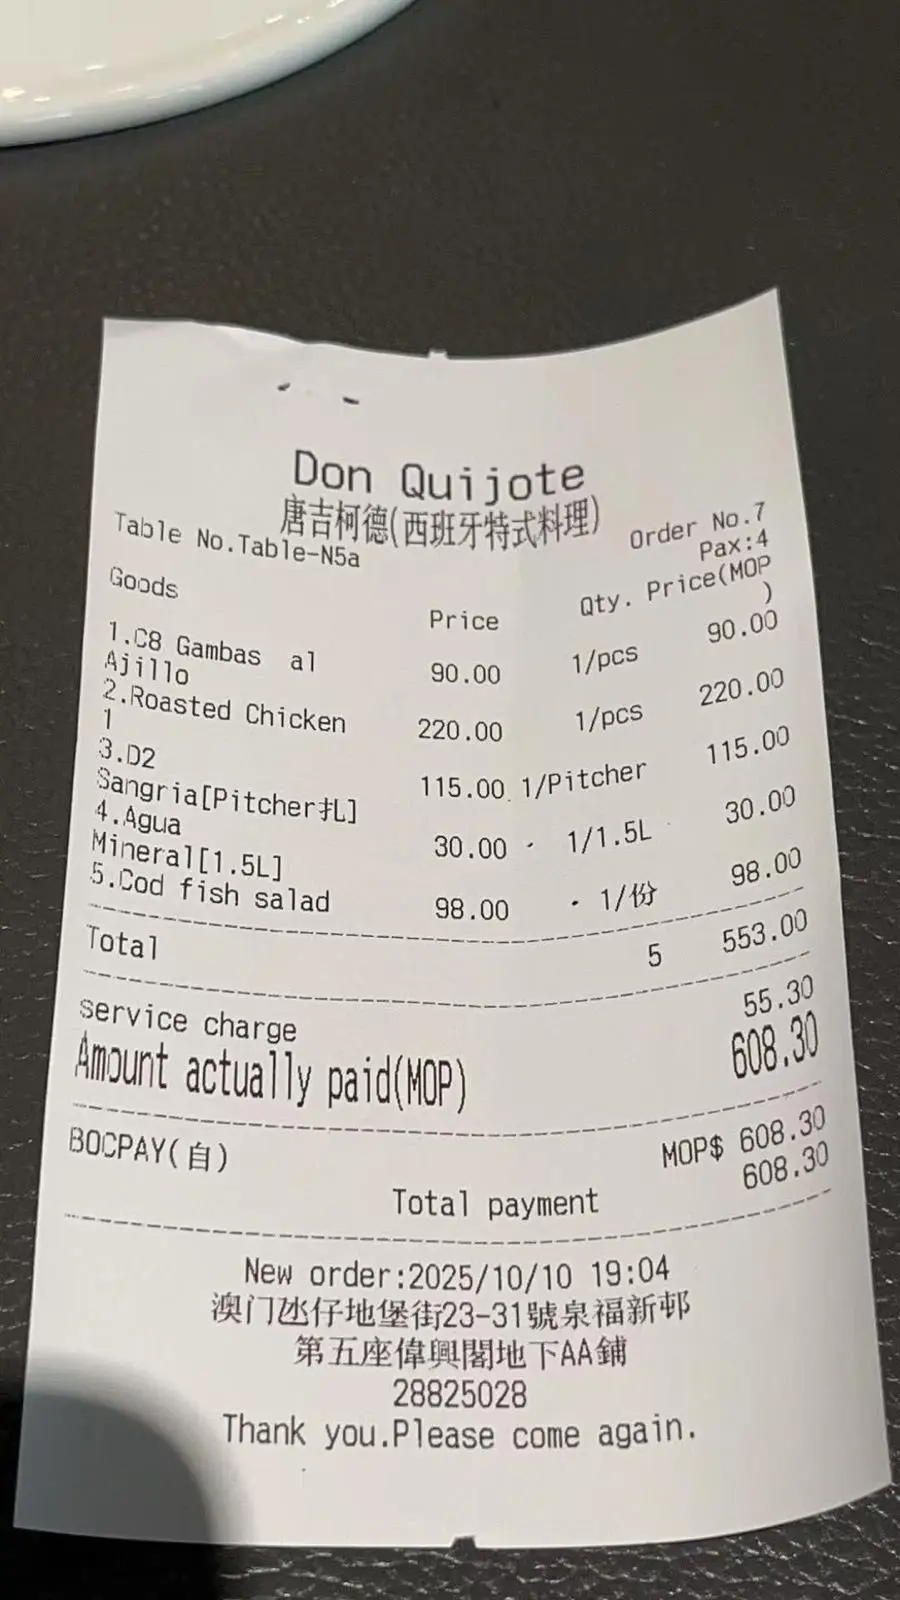 Don Quijote
唐吉柯德(西班牙特式料理)
Table No.Table-N5a Order No.7
Pax:4
Goods Price Qty. Price(MOP
)
1.C8 Gambas al 90.00 1/pcs 90.00
Ajillo
2.Roasted Chicken 220.00 1/pcs 220.00
1
3.D2 115.00 1/Pitcher 115.00
Sangria[Pitcher扎]
4.Agua 30.00 1/1.5L 30.00
Mineral[1.5L]
5.Cod fish salad 98.00 1/份 98.00
Total 5 553.00
service charge 55.30
Amount actually paid(MOP) 608.30
BOCPAY(自) MOP$ 608.30
Total payment 608.30
New order:2025/10/10 19:04
澳门氹仔地堡街23-31號泉福新邨
第五座偉興閣地下AA鋪
28825028
Thank you.Please come again.